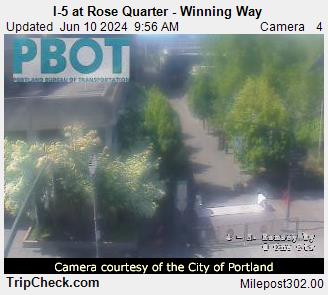 I-5 at Rose Quarter - Winning Way
Updated Jun 10 2024 9:56 AM Camera 4
PBOT
PORTLAND BUREAU OF TRANSPORTATION
Camera courtesy of the City of Portland
TripCheck.com Milepost302.00